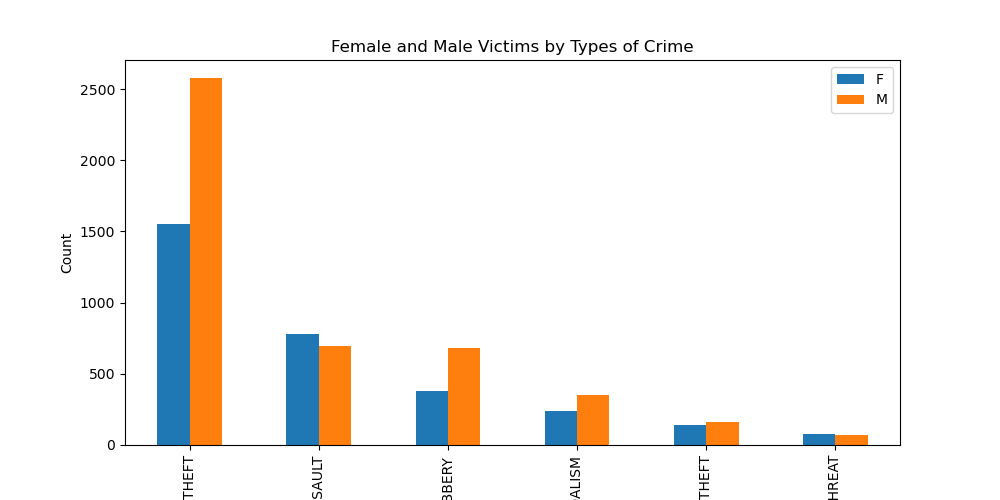 Female and Male Victims by Types of Crime
F
M
2500
2000
1500
1000
500
0
Count
THEFT
SAULT
BBERY
ALISM
THEFT
HREAT